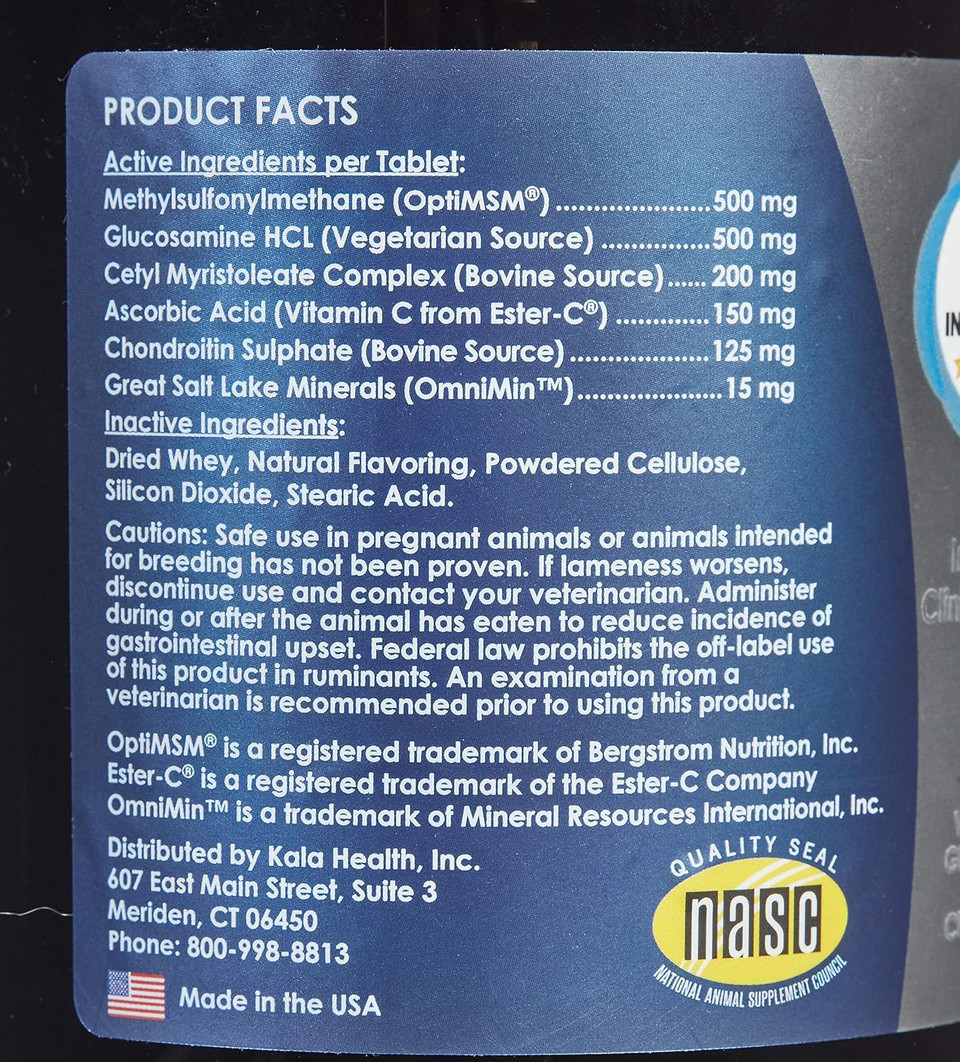 PRODUCT FACTS
Active Ingredients per Tablet:
Methylsulfonylmethane (OptiMSM®) ..................... 500 mg
Glucosamine HCL (Vegetarian Source) .............. 500 mg
Cetyl Myristoleate Complex (Bovine Source) ...... 200 mg
Ascorbic Acid (Vitamin C from Ester-C®) ............ 150 mg
Chondroitin Sulphate (Bovine Source) .................. 125 mg
Great Salt Lake Minerals (OmniMin™) ..................... 15 mg
Inactive Ingredients:
Dried Whey, Natural Flavoring, Powdered Cellulose,
Silicon Dioxide, Stearic Acid.
Cautions: Safe use in pregnant animals or animals intended
for breeding has not been proven. If lameness worsens,
discontinue use and contact your veterinarian. Administer
during or after the animal has eaten to reduce incidence of
gastrointestinal upset. Federal law prohibits the off-label use
of this product in ruminants. An examination from a
veterinarian is recommended prior to using this product.
OptiMSM® is a registered trademark of Bergstrom Nutrition, Inc.
Ester-C® is a registered trademark of the Ester-C Company
OmniMin™ is a trademark of Mineral Resources International, Inc.
Distributed by Kala Health, Inc.
607 East Main Street, Suite 3
Meriden, CT 06450
Phone: 800-998-8813
Made in the USA
QUALITY SEAL
nasc
NATIONAL ANIMAL SUPPLEMENT COUNCIL